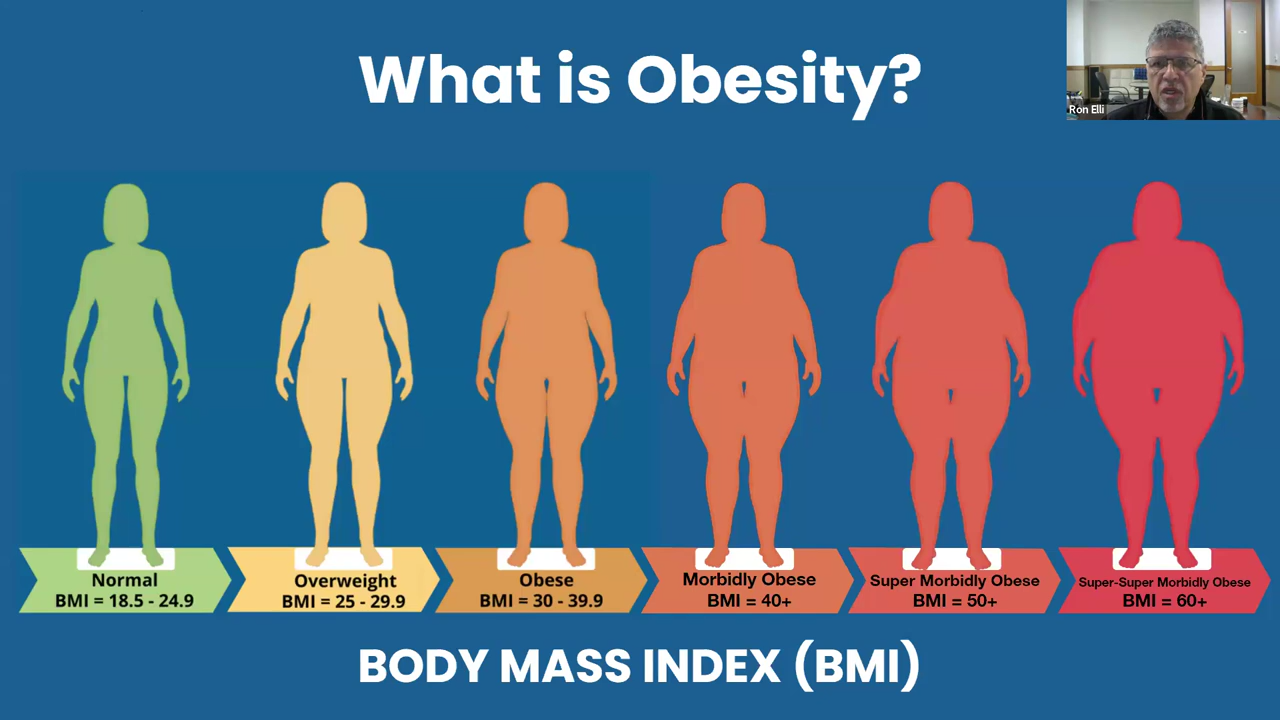 What is Obesity?
Ron Elli
Normal
BMI = 18.5 - 24.9
Overweight
BMI = 25 - 29.9
Obese
BMI = 30 - 39.9
Morbidly Obese
BMI = 40+
Super Morbidly Obese
BMI = 50+
Super-Super Morbidly Obese
BMI = 60+
BODY MASS INDEX (BMI)